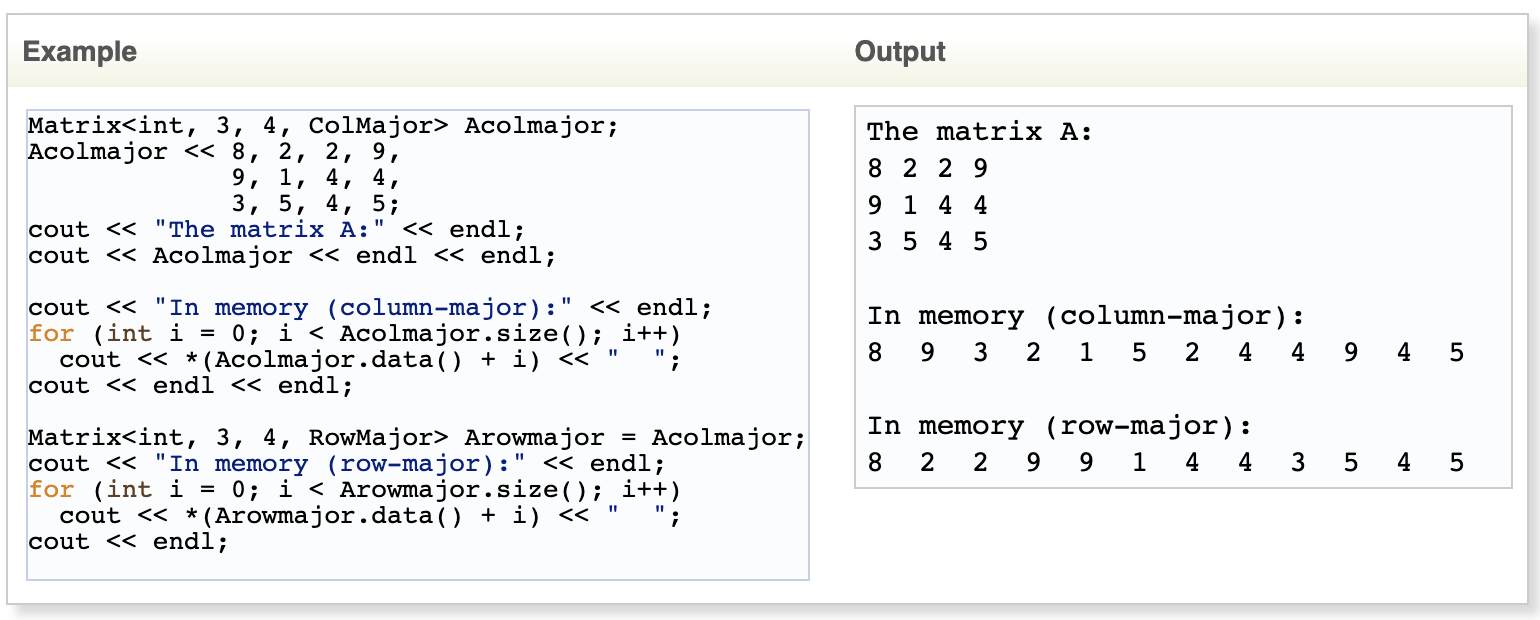 Example
Matrix<int, 3, 4, ColMajor> Acolmajor;
Acolmajor << 8, 2, 2, 9,
             9, 1, 4, 4,
             3, 5, 4, 5;
cout << "The matrix A:" << endl;
cout << Acolmajor << endl << endl;

cout << "In memory (column-major):" << endl;
for (int i = 0; i < Acolmajor.size(); i++)
  cout << *(Acolmajor.data() + i) << "  ";
cout << endl << endl;

Matrix<int, 3, 4, RowMajor> Arowmajor = Acolmajor;
cout << "In memory (row-major):" << endl;
for (int i = 0; i < Arowmajor.size(); i++)
  cout << *(Arowmajor.data() + i) << "  ";
cout << endl;

Output
The matrix A:
8 2 2 9
9 1 4 4
3 5 4 5

In memory (column-major):
8  9  3  2  1  5  2  4  4  9  4  5

In memory (row-major):
8  2  2  9  9  1  4  4  3  5  4  5